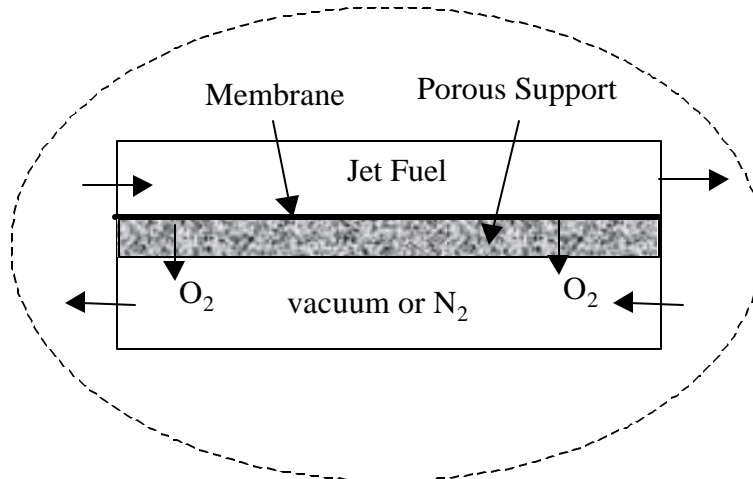 Membrane
Porous Support
Jet Fuel
O₂
vacuum or N₂
O₂